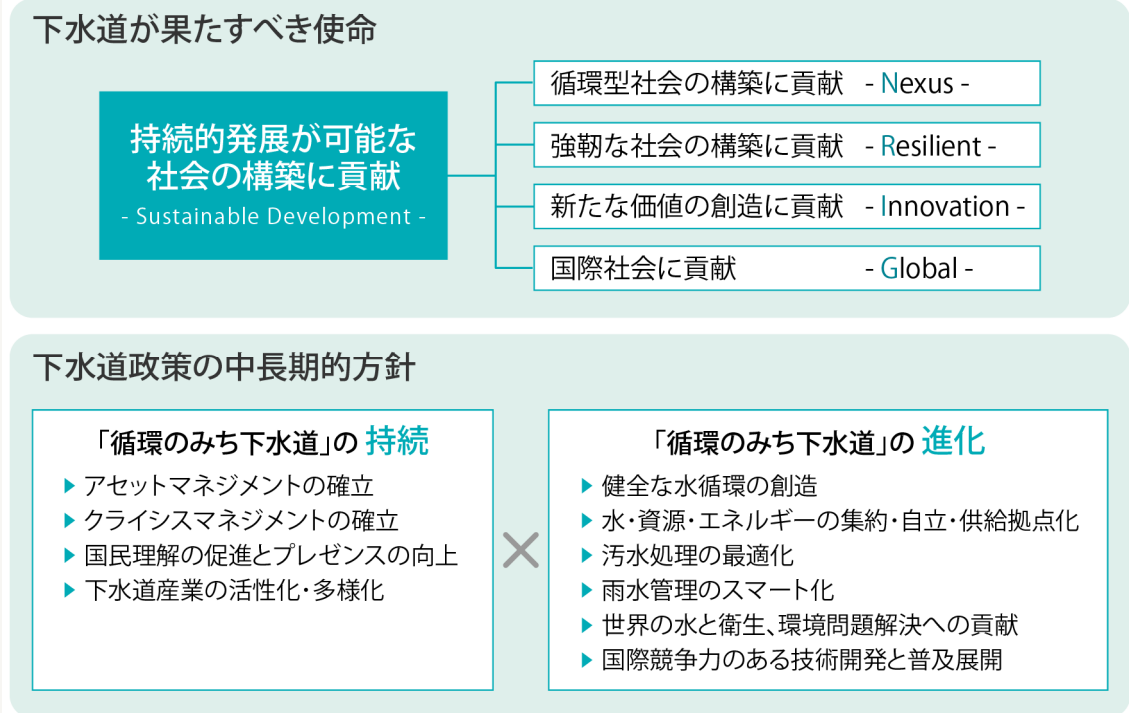 下水道が果たすべき使命
持続的発展が可能な
社会の構築に貢献
- Sustainable Development -
循環型社会の構築に貢献 - Nexus -
強靭な社会の構築に貢献 - Resilient -
新たな価値の創造に貢献 - Innovation -
国際社会に貢献 - Global -
下水道政策の中長期的方針
「循環のみち下水道」の 持続
アセットマネジメントの確立
クライシスマネジメントの確立
国民理解の促進とプレゼンスの向上
下水道産業の活性化・多様化
×
「循環のみち下水道」の 進化
健全な水循環の創造
水・資源・エネルギーの集約・自立・供給拠点化
汚水処理の最適化
雨水管理のスマート化
世界の水と衛生、環境問題解決への貢献
国際競争力のある技術開発と普及展開